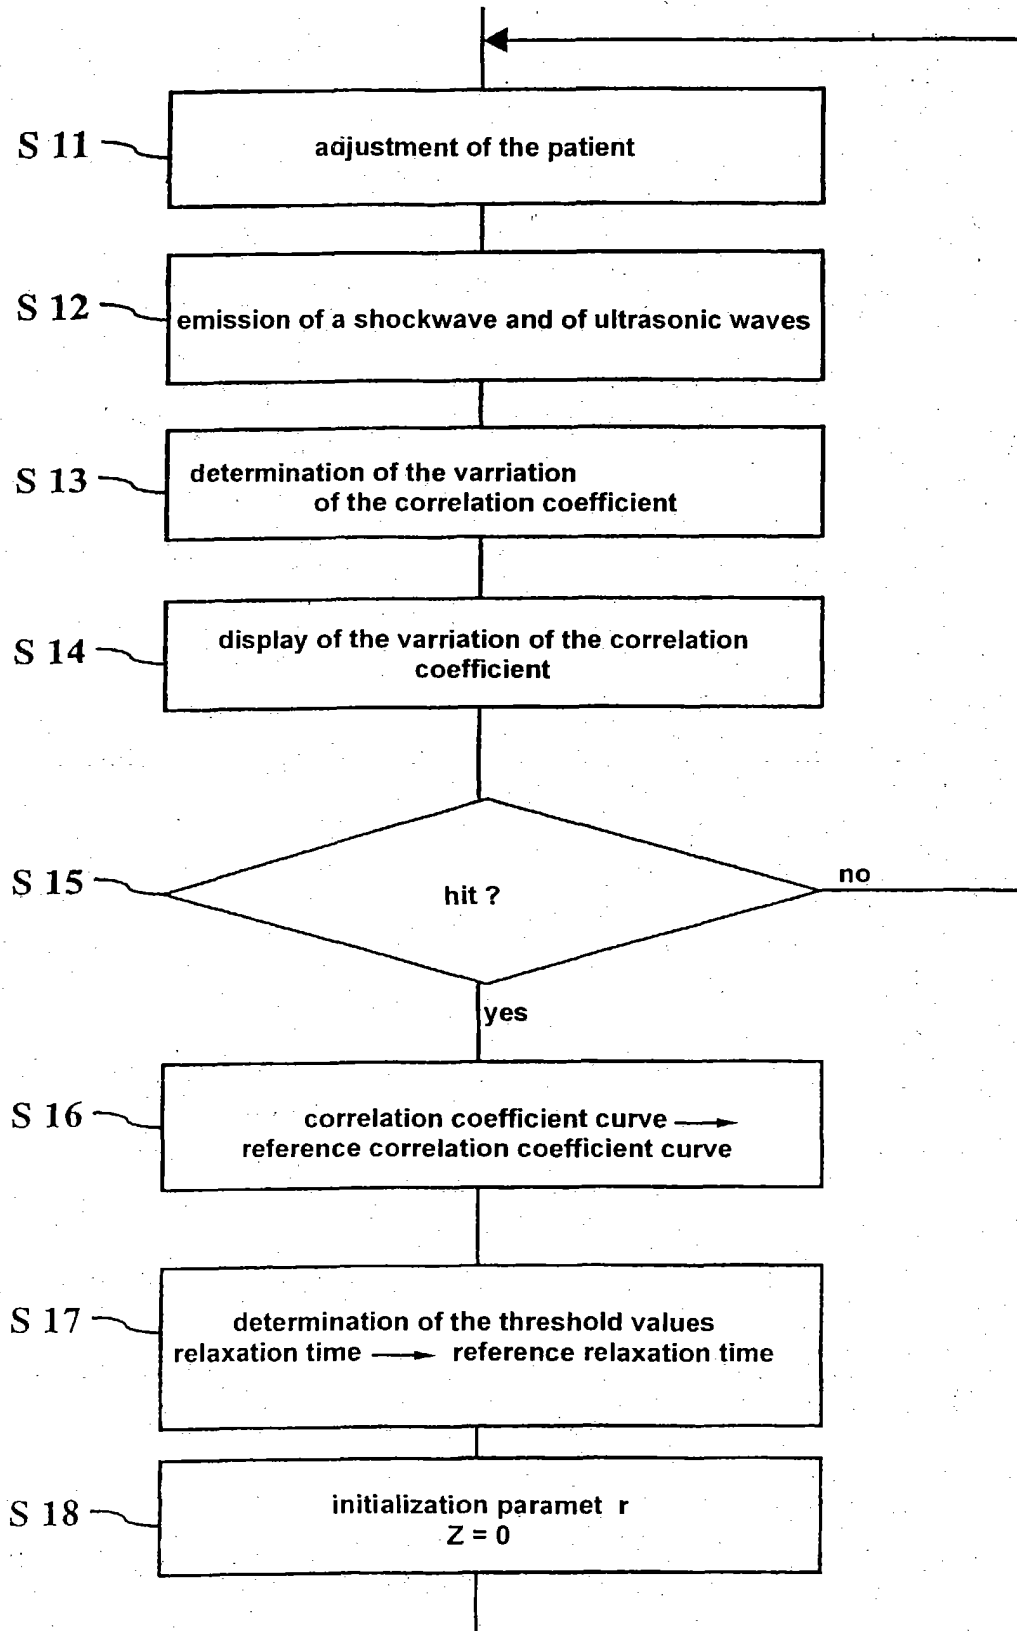 S 11
adjustment of the patient
S 12
emission of a shockwave and of ultrasonic waves
S 13
determination of the varriation
of the correlation coefficient
S 14
display of the varriation of the correlation
coefficient
S 15
hit ?
no
yes
S 16
correlation coefficient curve →
reference correlation coefficient curve
S 17
determination of the threshold values
relaxation time → reference relaxation time
S 18
initialization paramet r
Z = 0